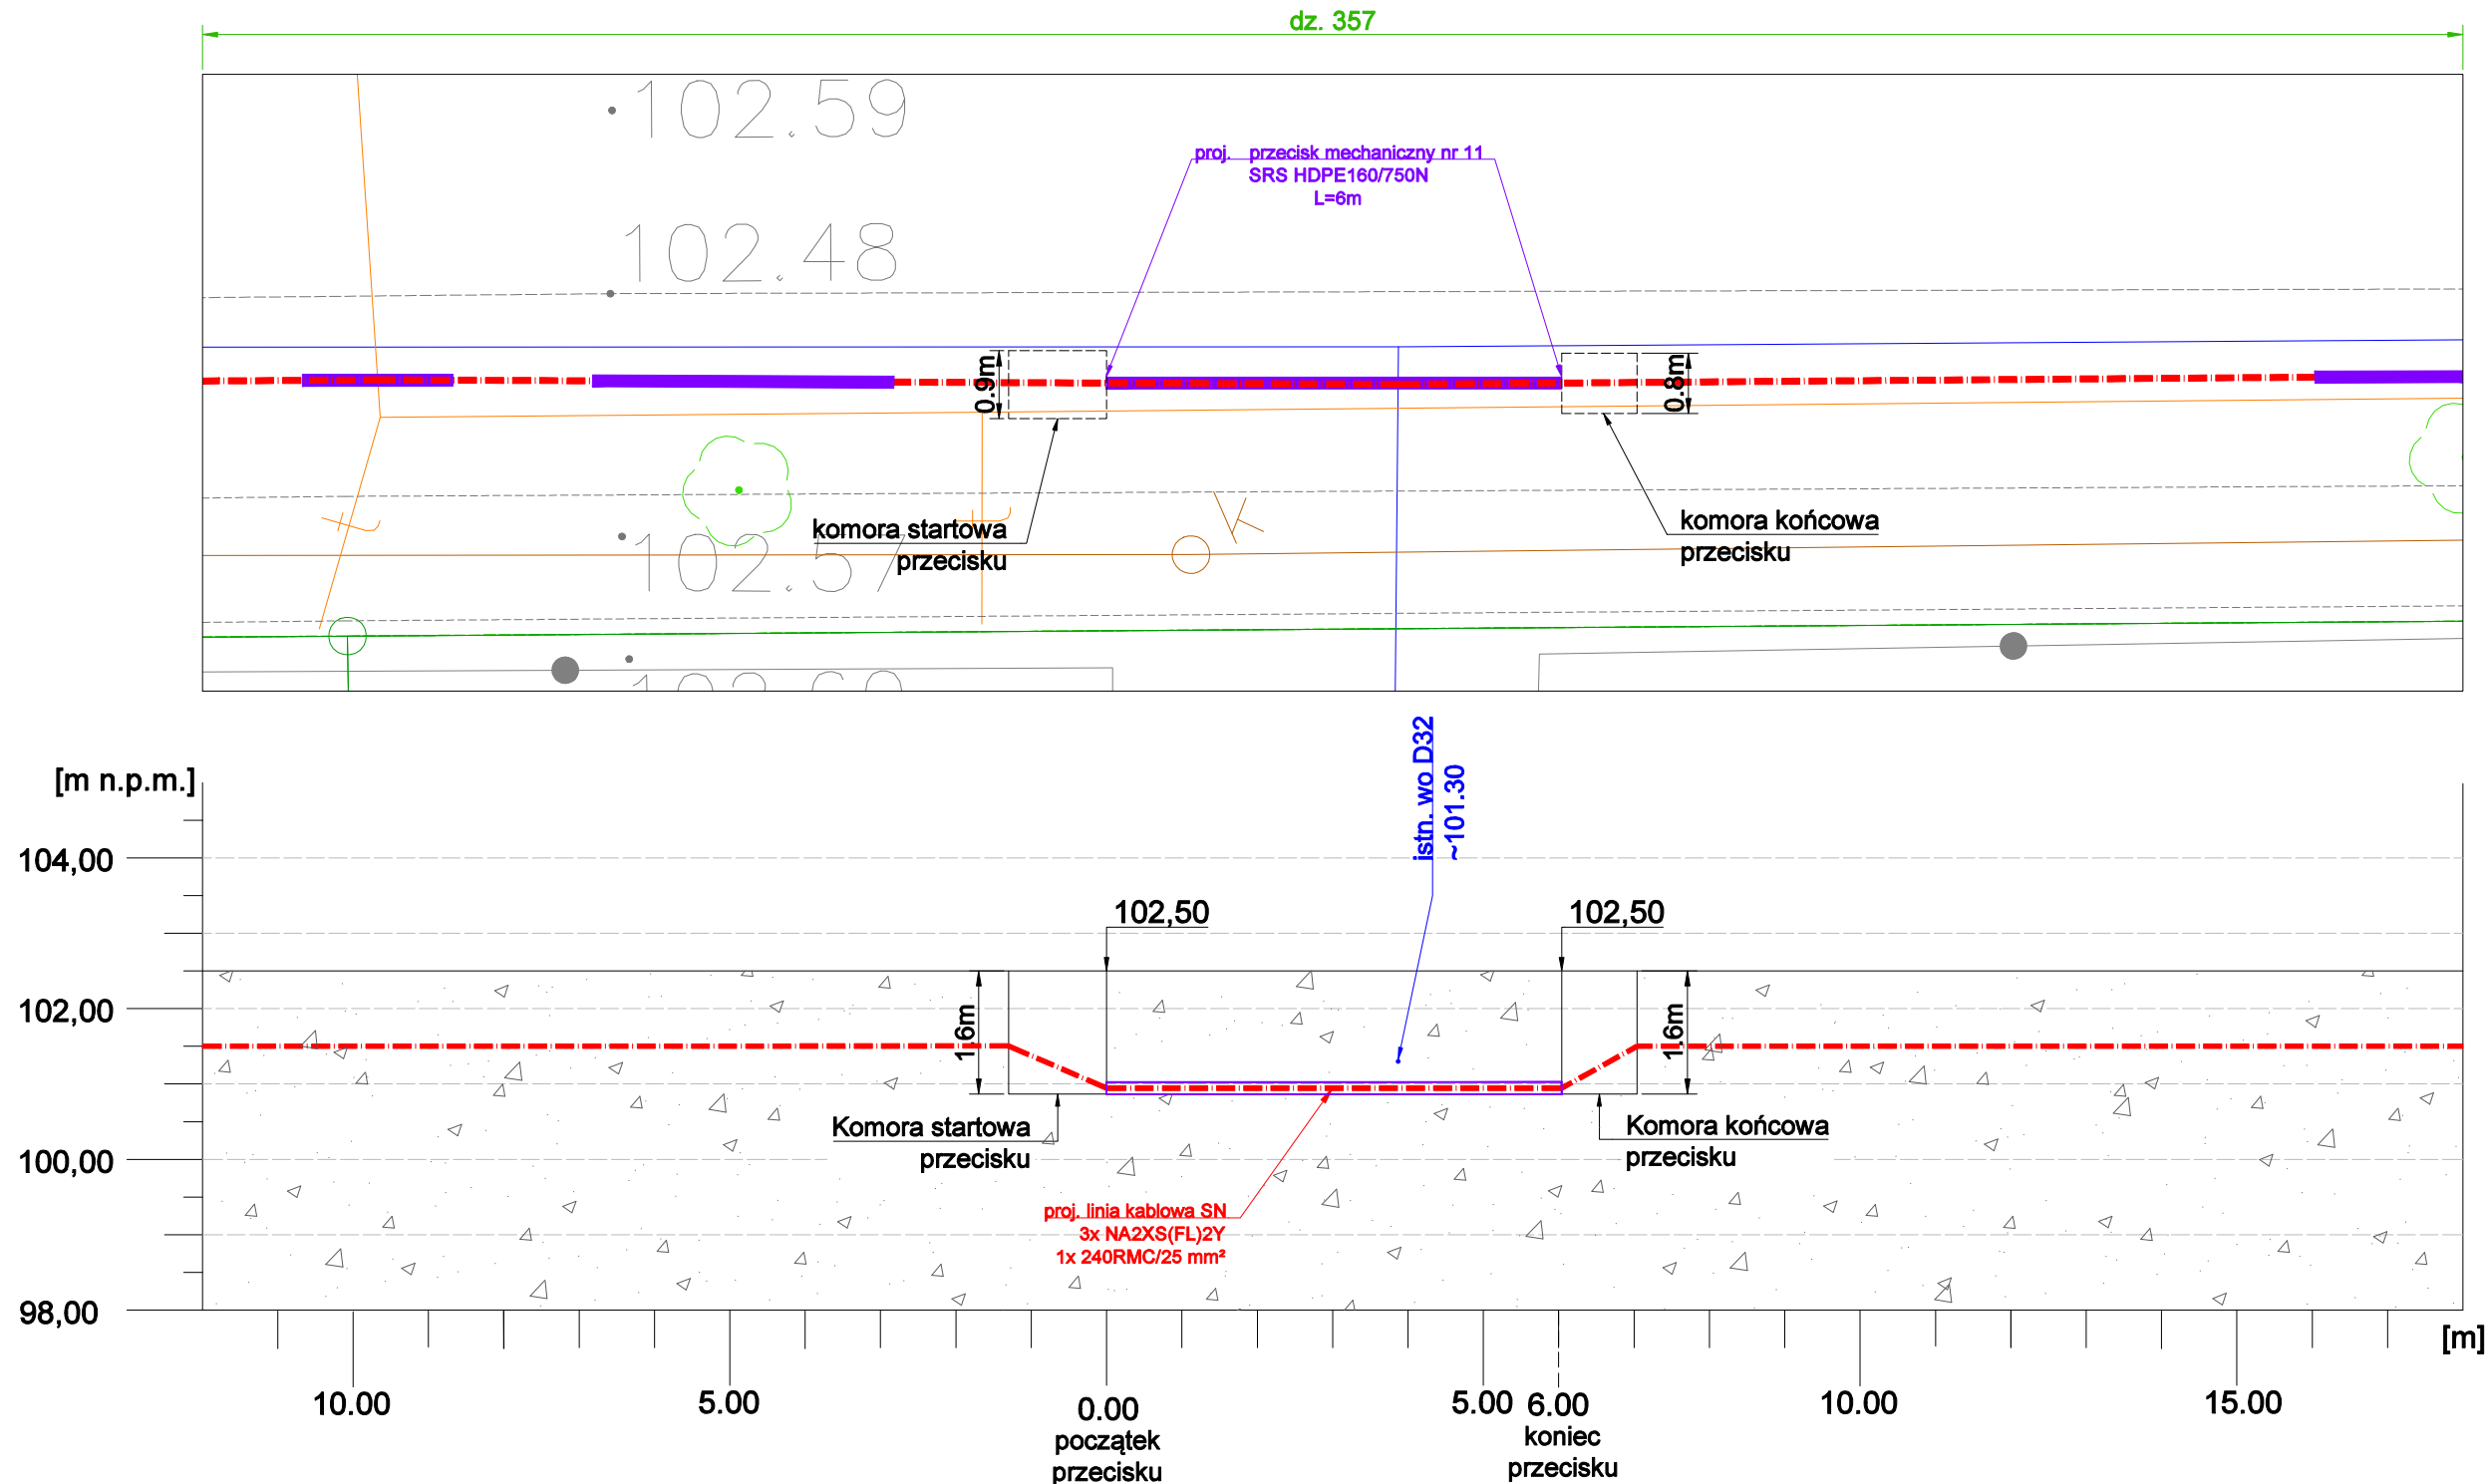 dz. 357
102.59
proj. przecisk mechaniczny nr 11
SRS HDPE160/750N
L=6m
102.48
0.9m
0.8m
t
t
k
komora startowa
przecisku
komora końcowa
przecisku
102.57
istn. wo D32
~101.30
[m n.p.m.]
104,00
102,50
102,50
102,00
1.6m
1.6m
Komora startowa
przecisku
Komora końcowa
przecisku
100,00
proj. linia kablowa SN
3x NA2XS(FL)2Y
1x 240RMC/25 mm²
98,00
[m]
10.00
5.00
0.00
5.00
6.00
10.00
15.00
początek
przecisku
koniec
przecisku